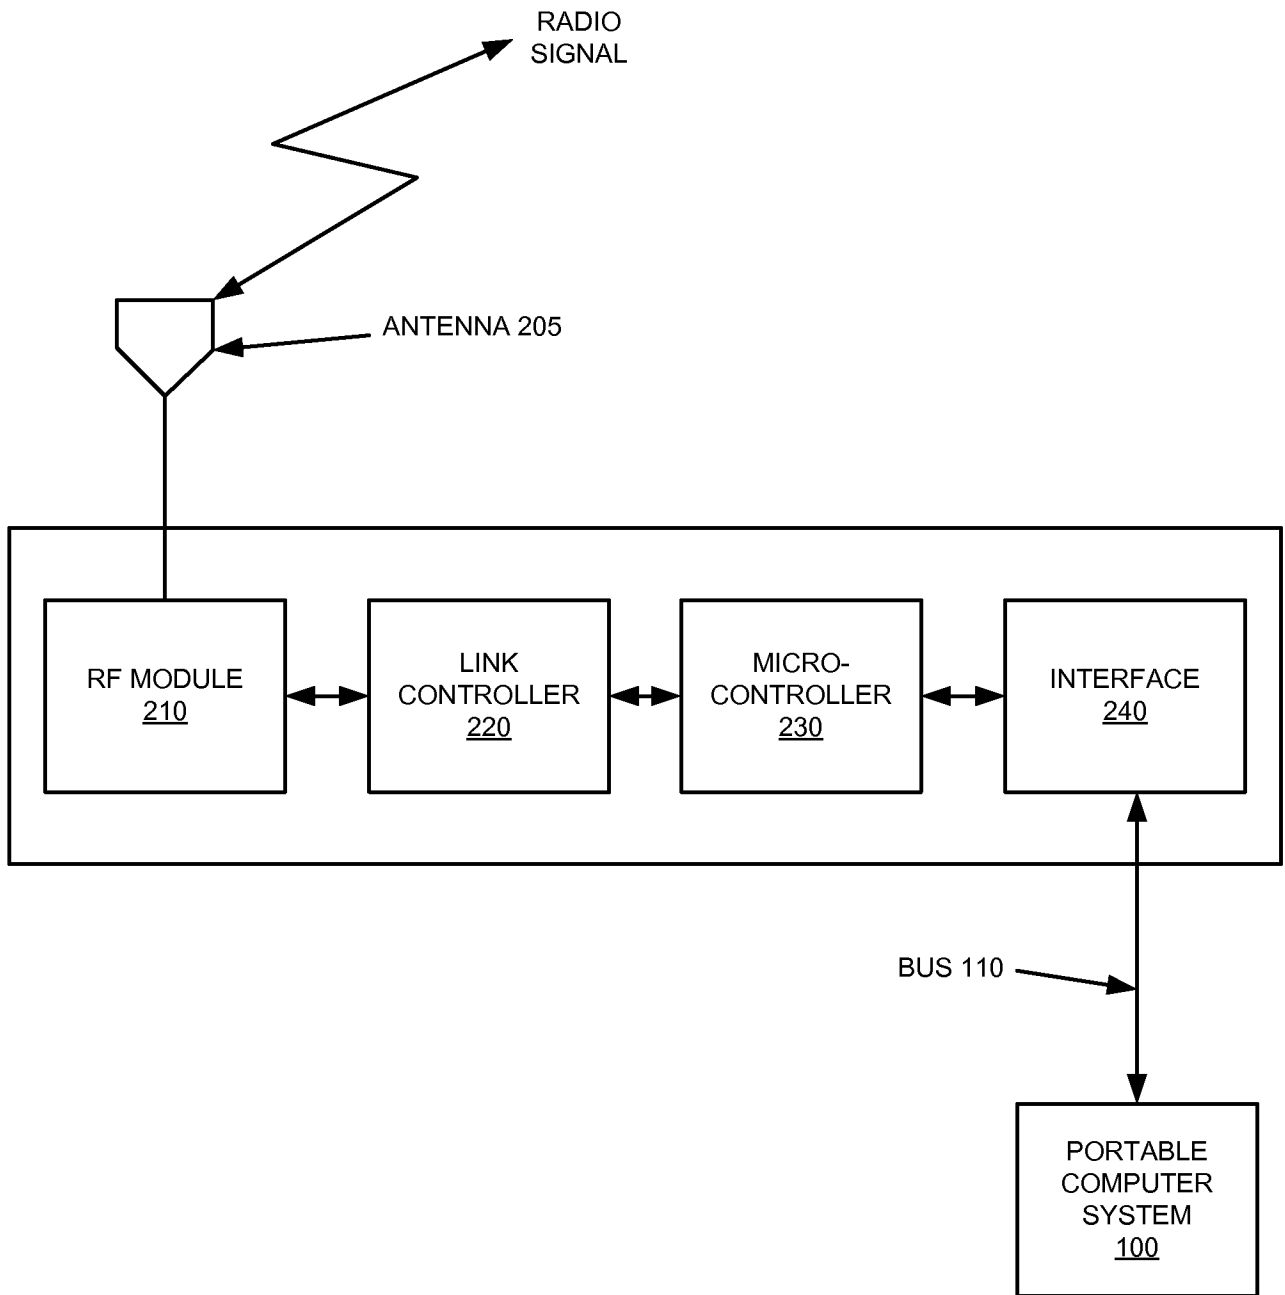 RADIO
SIGNAL
ANTENNA 205
RF MODULE
210
LINK
CONTROLLER
220
MICRO-
CONTROLLER
230
INTERFACE
240
BUS 110
PORTABLE
COMPUTER
SYSTEM
100